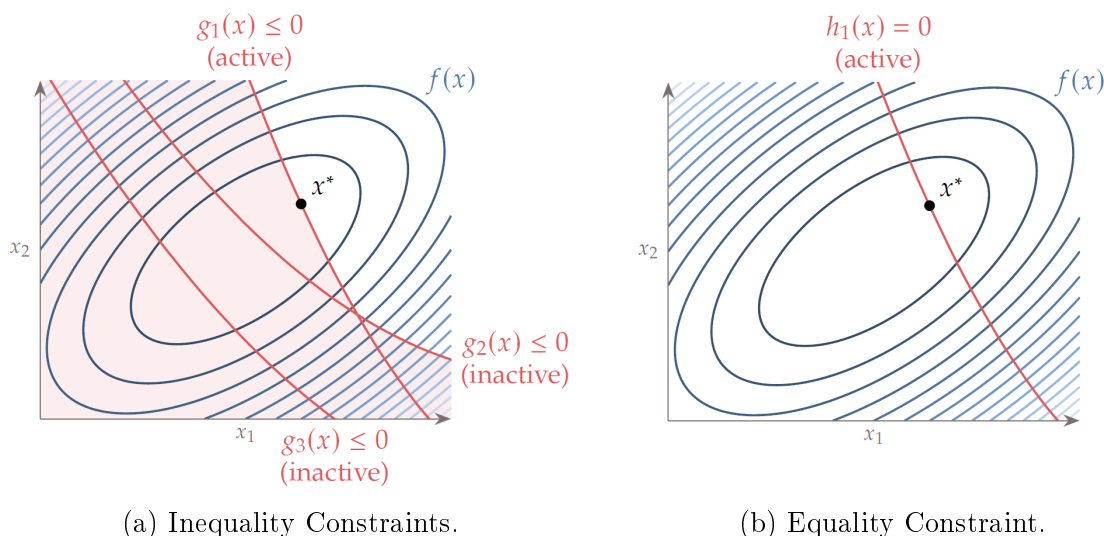 g₁(x) ≤ 0
(active)
f(x)
x*
x₂
g₂(x) ≤ 0
(inactive)
x₁
g₃(x) ≤ 0
(inactive)
(a) Inequality Constraints.
h₁(x) = 0
(active)
f(x)
x*
x₂
x₁
(b) Equality Constraint.